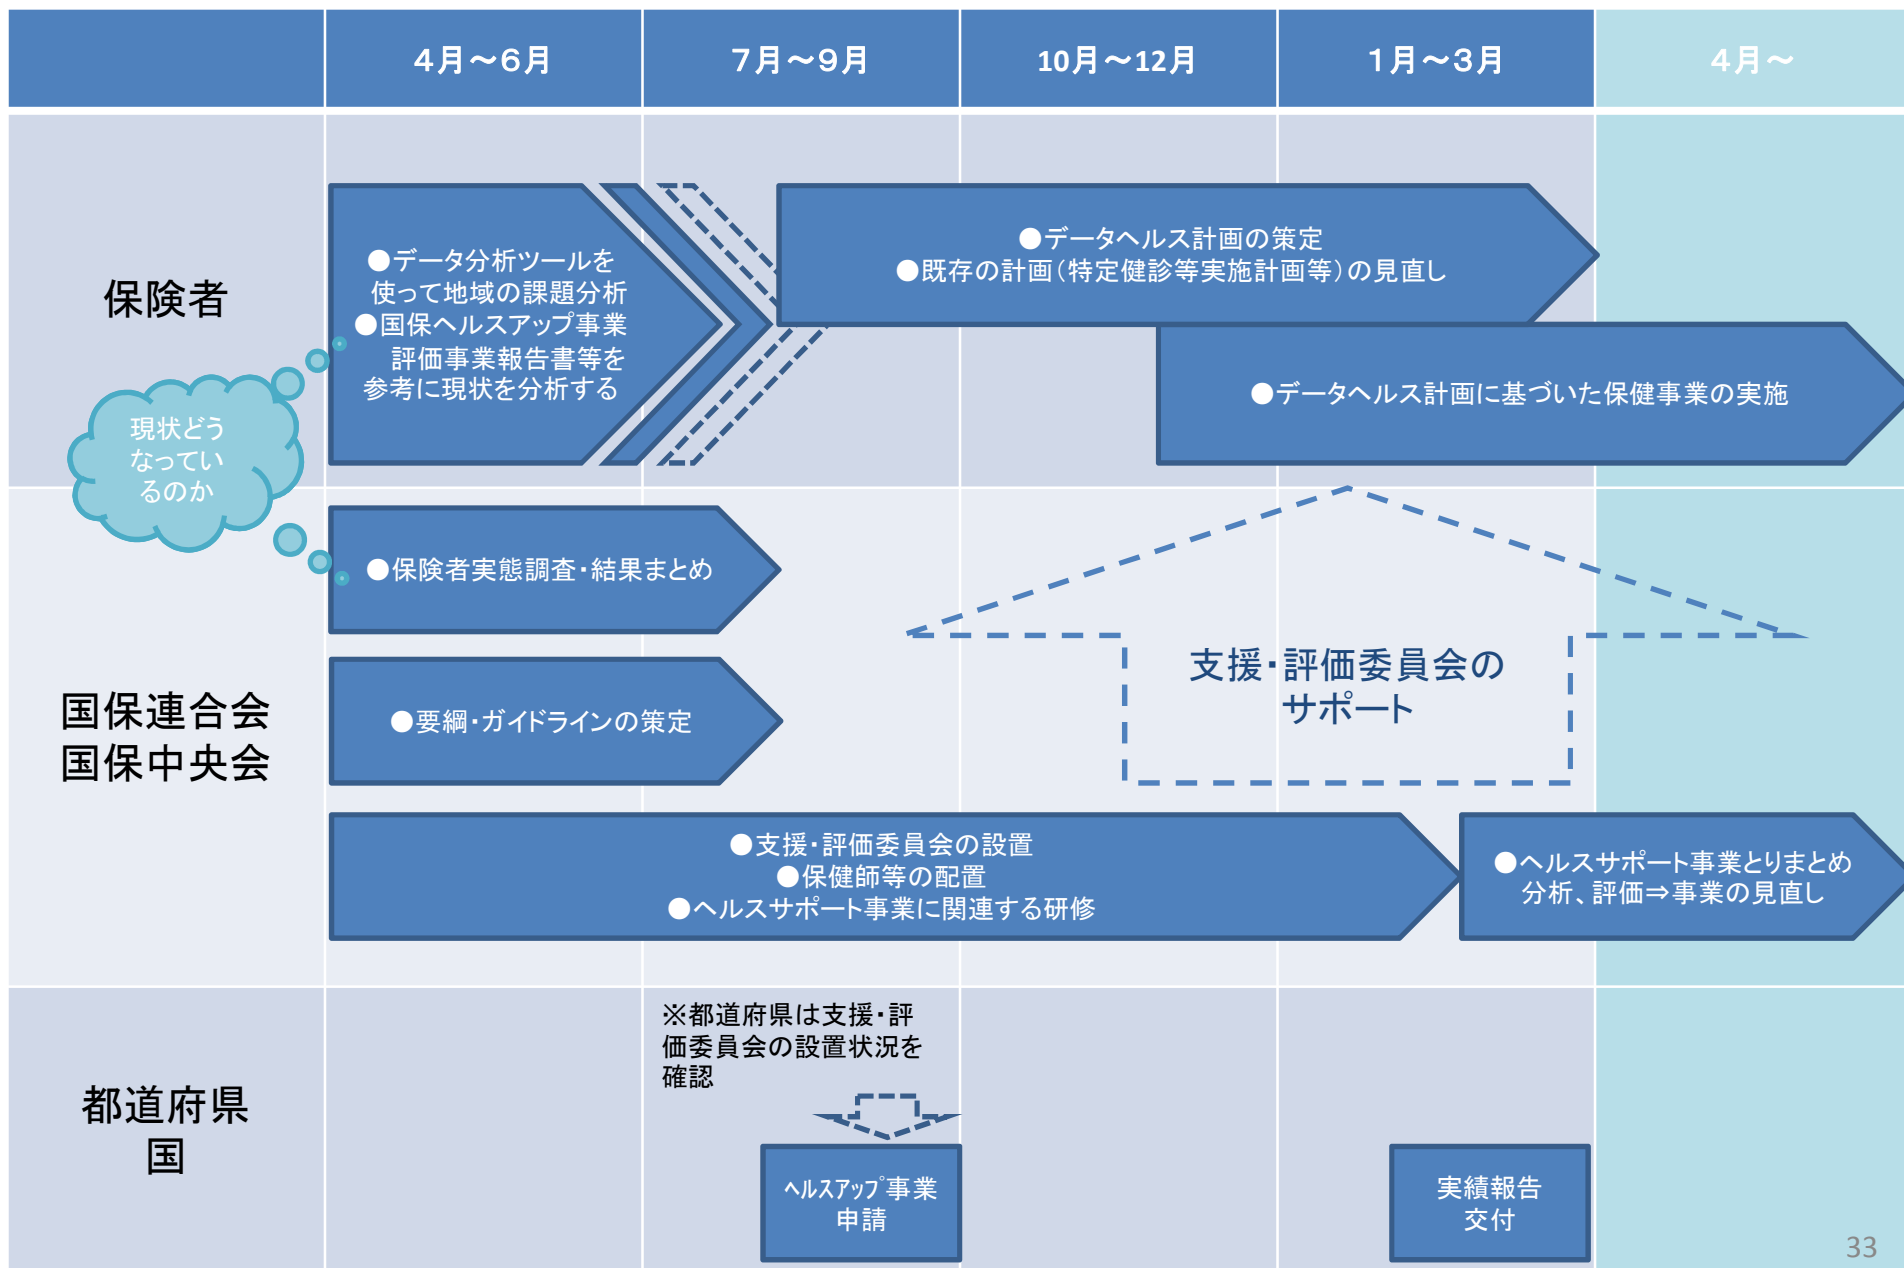 4月～6月
7月～9月
10月～12月
1月～3月
4月～
保険者
●データ分析ツールを
使って地域の課題分析
●国保ヘルスアップ事業
評価事業報告書等を
参考に現状を分析する
●データヘルス計画の策定
●既存の計画（特定健診等実施計画等）の見直し
●データヘルス計画に基づいた保健事業の実施
現状どう
なってい
るのか
国保連合会
国保中央会
●保険者実態調査・結果まとめ
●要綱・ガイドラインの策定
支援・評価委員会の
サポート
●支援・評価委員会の設置
●保健師等の配置
●ヘルスサポート事業に関連する研修
●ヘルスサポート事業とりまとめ
分析、評価⇒事業の見直し
都道府県
国
※都道府県は支援・評
価委員会の設置状況を
確認
ﾍﾙｽｱｯﾌﾟ事業
申請
実績報告
交付
33